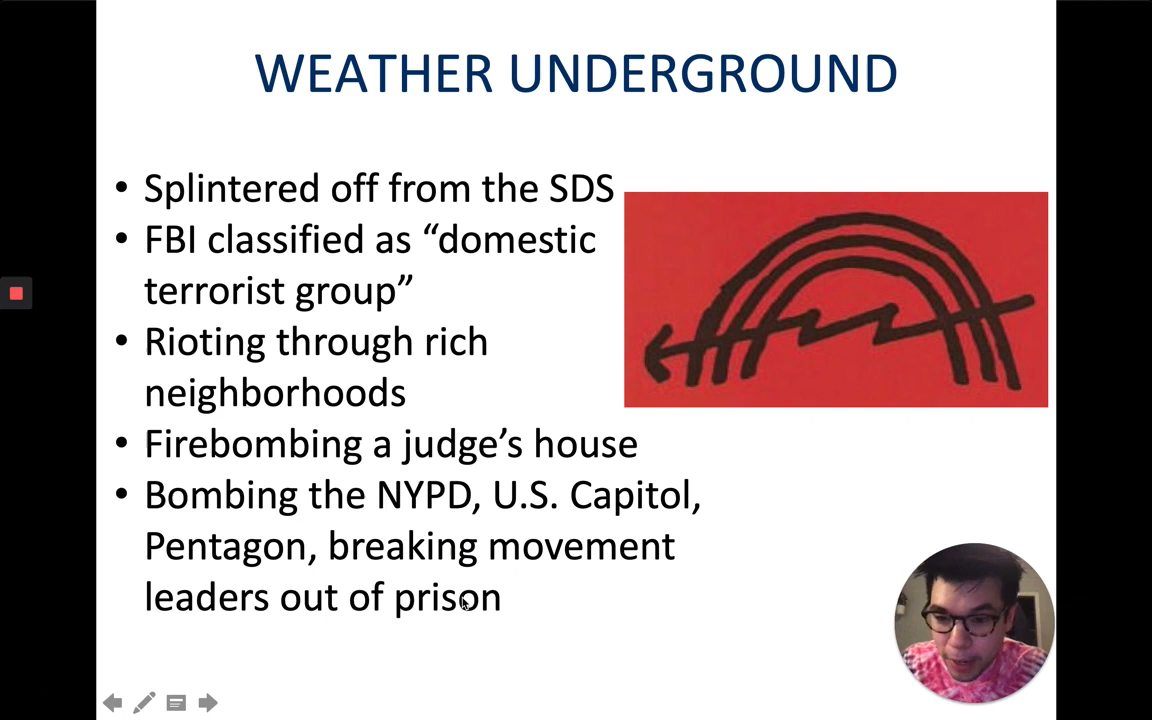 WEATHER UNDERGROUND
• Splintered off from the SDS
• FBI classified as “domestic
terrorist group”
• Rioting through rich
neighborhoods
• Firebombing a judge’s house
• Bombing the NYPD, U.S. Capitol,
Pentagon, breaking movement
leaders out of prison